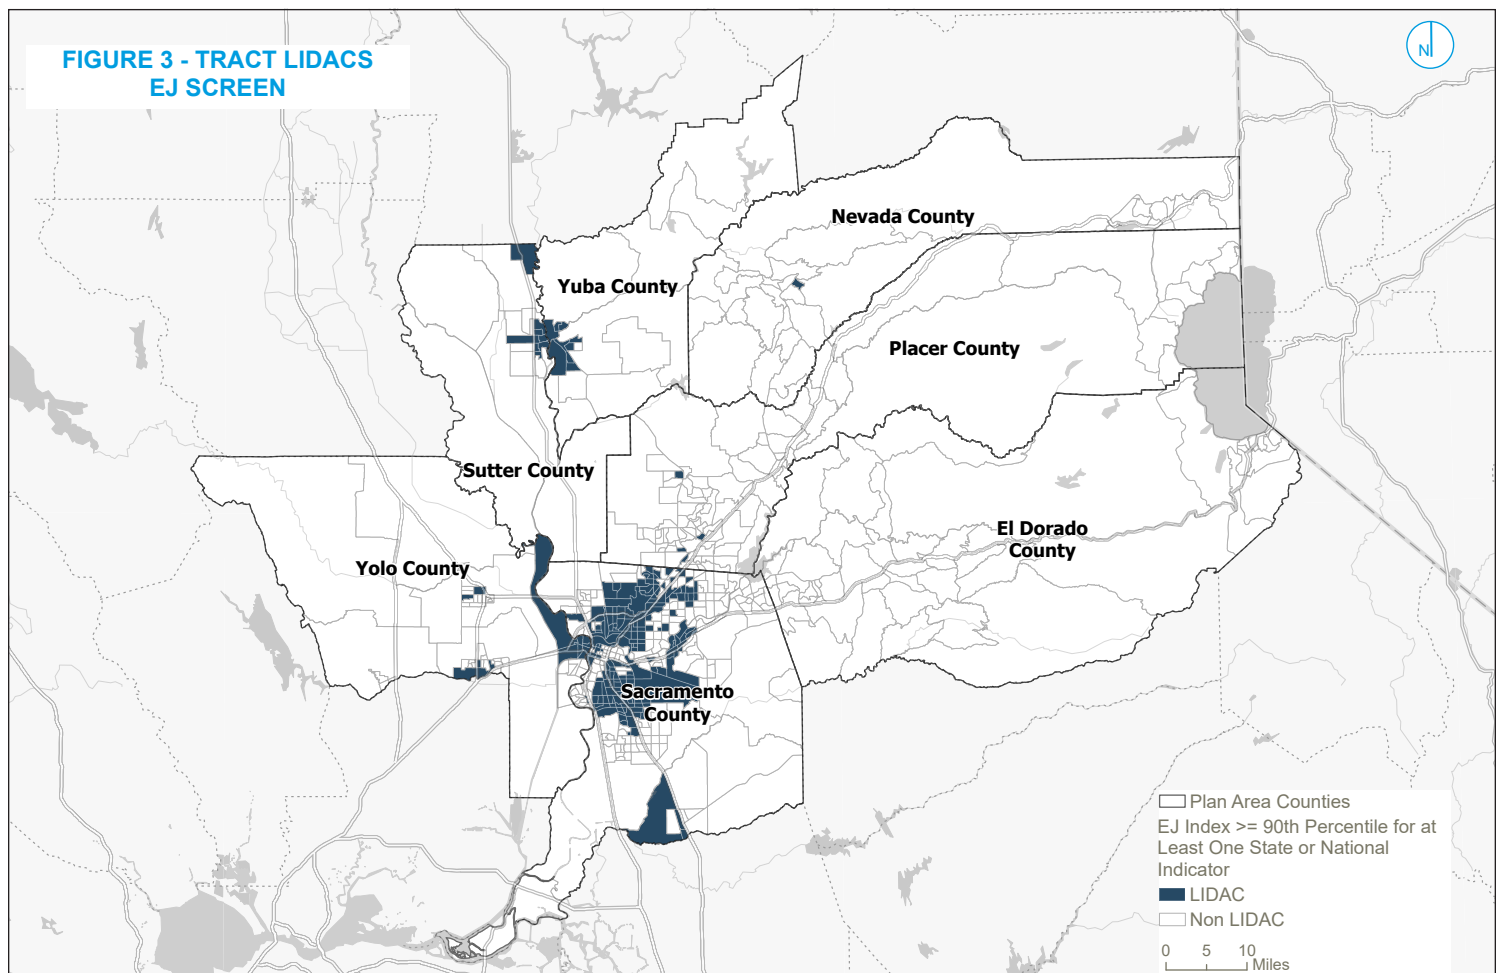 FIGURE 3 - TRACT LIDACS
EJ SCREEN
N
Nevada County
Yuba County
Placer County
Sutter County
El Dorado
County
Yolo County
Sacramento
County
Plan Area Counties
EJ Index >= 90th Percentile for at
Least One State or National
Indicator
LIDAC
Non LIDAC
0 5 10
Miles